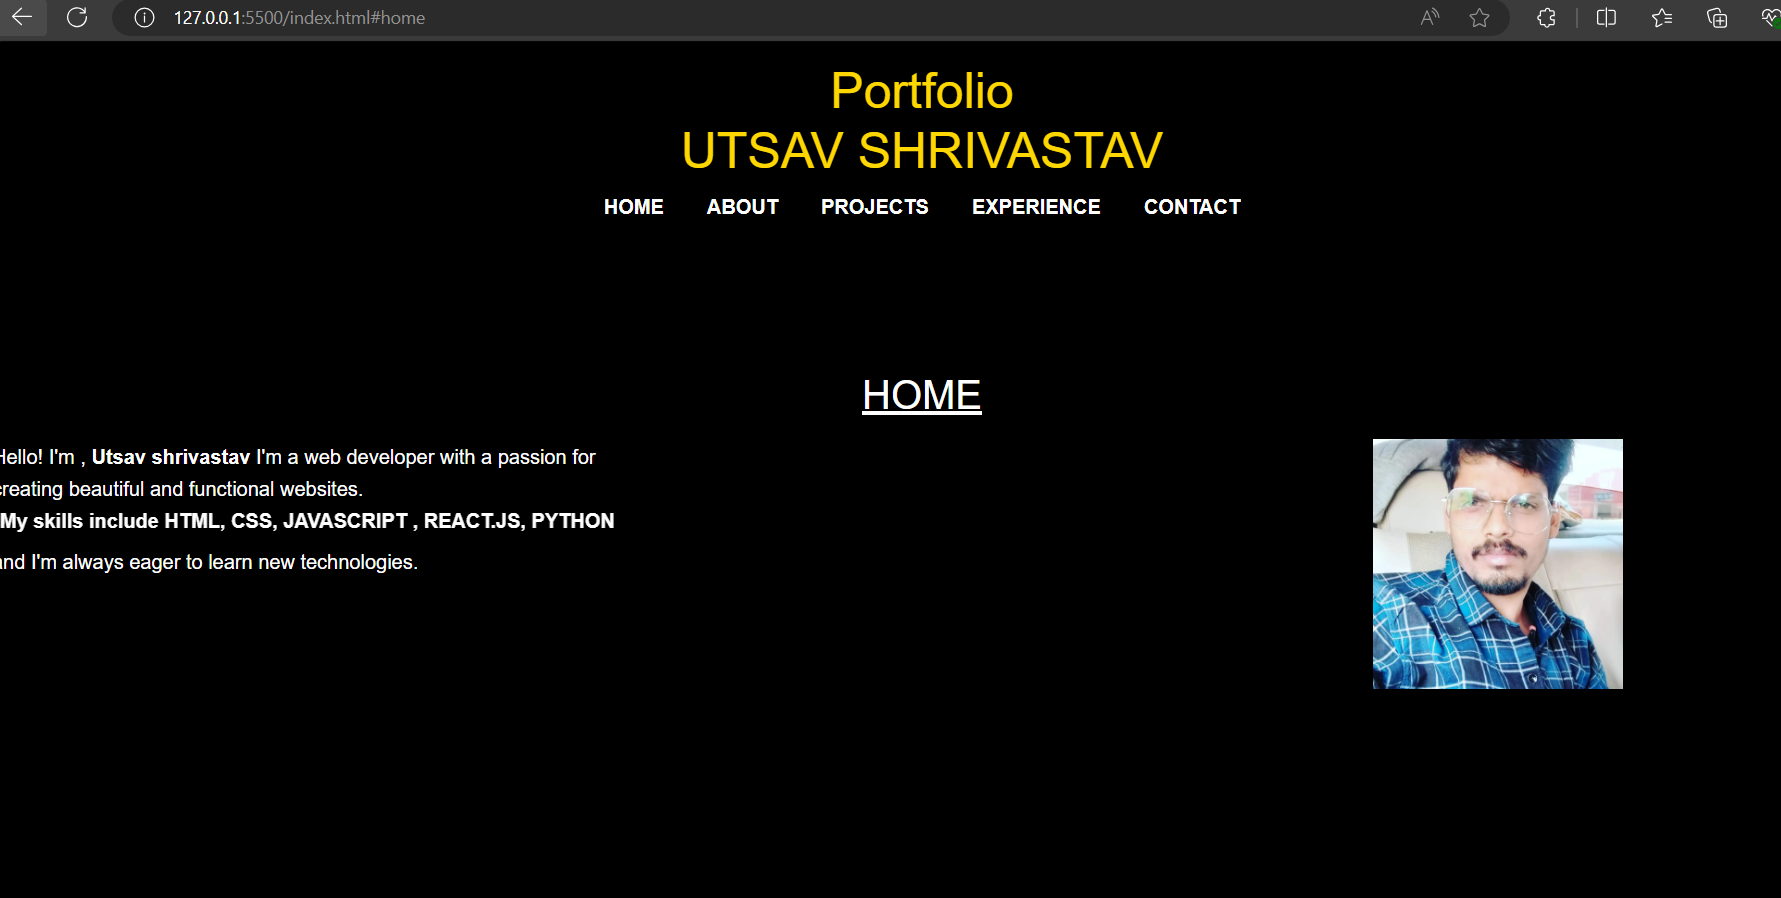 127.0.0.1:5500/index.html#home
Portfolio
UTSAV SHRIVASTAV
HOME ABOUT PROJECTS EXPERIENCE CONTACT
HOME
Hello! I'm , Utsav shrivastav I'm a web developer with a passion for
creating beautiful and functional websites.
My skills include HTML, CSS, JAVASCRIPT , REACT.JS, PYTHON
and I'm always eager to learn new technologies.